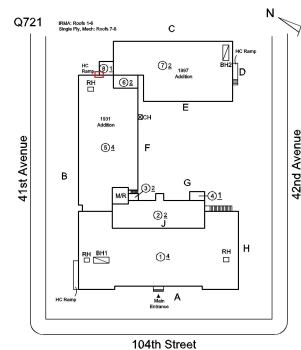 Q721
IRMA: Roofs 1-6
Single Ply, Mech: Roofs 7-8
C
N
HC
Ramp
8 1
7 2
1997
Addition
BH2
HC Ramp
D
RH
6 2
E
1931
Addition
CH
5 4
F
41st Avenue
42nd Avenue
B
G
M/R
3 2
4 1
2 2
J
H
RH
BH1
1 4
RH
HC Ramp
A
Main
Entrance
104th Street